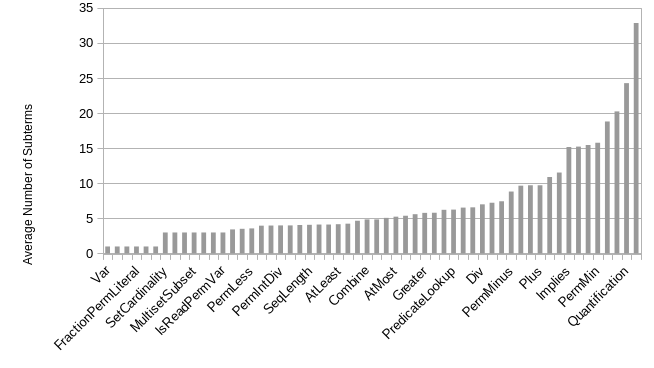 35
30
25
20
15
10
5
0
Average Number of Subterms
Var
FractionPermLiteral
SetCardinality
MultisetSubset
IsReadPermVar
PermLess
PermIntDiv
SeqLength
AtLeast
Combine
AtMost
Greater
PredicateLookup
Div
PermMinus
Plus
Implies
PermMin
Quantification